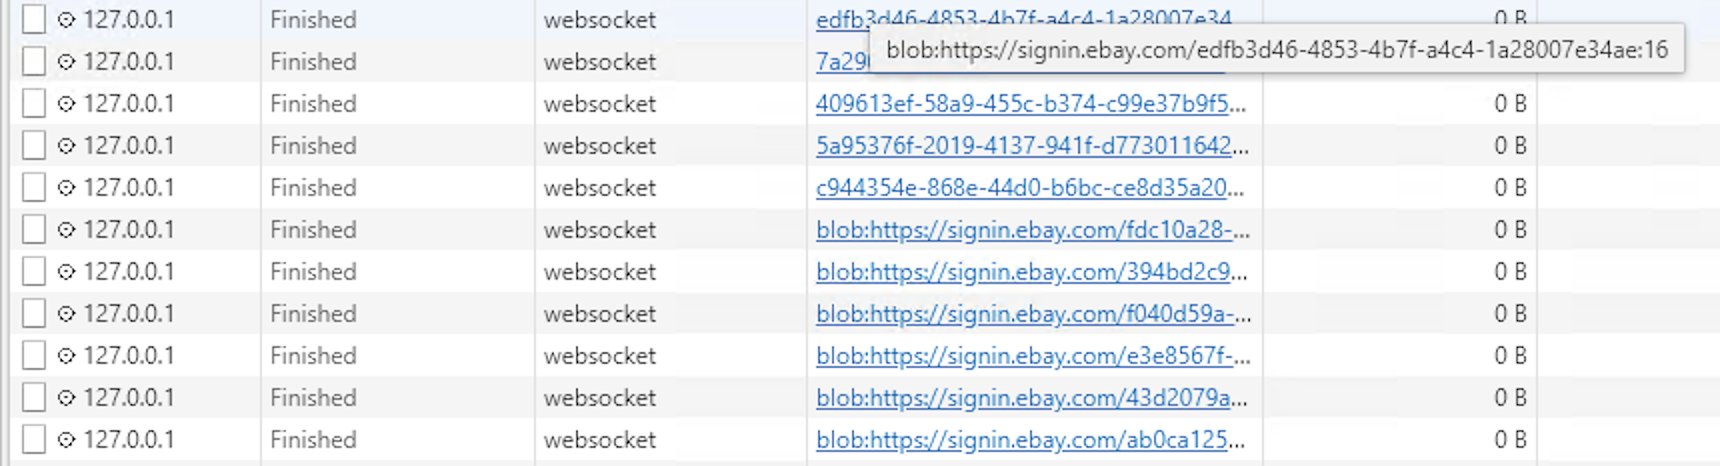 127.0.0.1 Finished websocket edfb3d46-4853-4b7f-a4c4-1a28007e34 0 B
blob:https://signin.ebay.com/edfb3d46-4853-4b7f-a4c4-1a28007e34ae:16
127.0.0.1 Finished websocket 7a29
127.0.0.1 Finished websocket 409613ef-58a9-455c-b374-c99e37b9f5... 0 B
127.0.0.1 Finished websocket 5a95376f-2019-4137-941f-d773011642... 0 B
127.0.0.1 Finished websocket c944354e-868e-44d0-b6bc-ce8d35a20... 0 B
127.0.0.1 Finished websocket blob:https://signin.ebay.com/fdc10a28-... 0 B
127.0.0.1 Finished websocket blob:https://signin.ebay.com/394bd2c9... 0 B
127.0.0.1 Finished websocket blob:https://signin.ebay.com/f040d59a-... 0 B
127.0.0.1 Finished websocket blob:https://signin.ebay.com/e3e8567f-... 0 B
127.0.0.1 Finished websocket blob:https://signin.ebay.com/43d2079a... 0 B
127.0.0.1 Finished websocket blob:https://signin.ebay.com/ab0ca125... 0 B